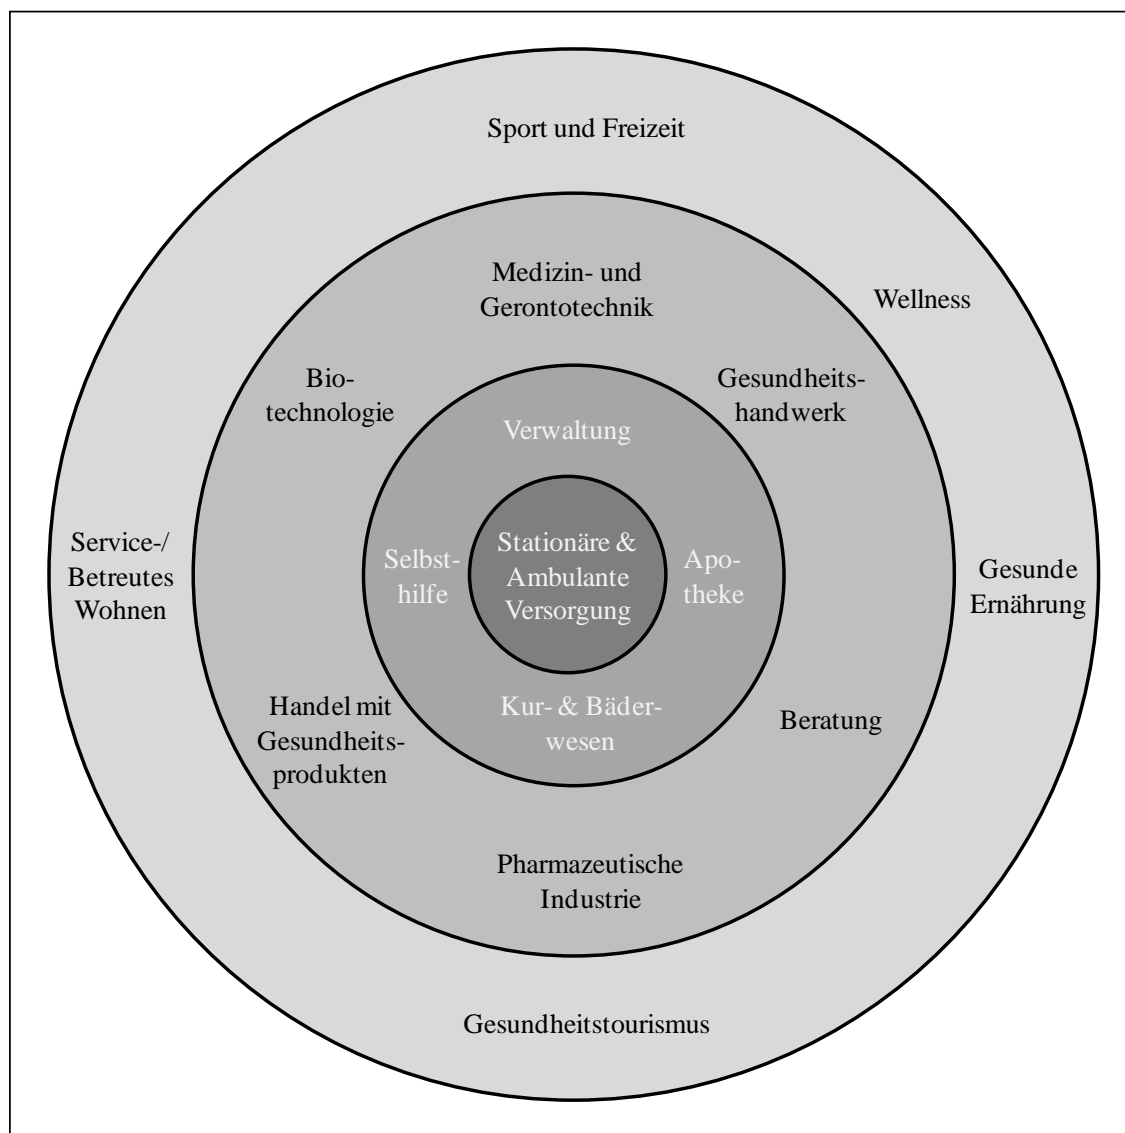 Sport und Freizeit
Medizin- und
Gerontotechnik
Wellness
Bio-
technologie
Gesundheits-
handwerk
Verwaltung
Service-/
Betreutes
Wohnen
Selbst-
hilfe
Stationäre &
Ambulante
Versorgung
Apo-
theke
Gesunde
Ernährung
Handel mit
Gesundheits-
produkten
Kur- & Bäder-
wesen
Beratung
Pharmazeutische
Industrie
Gesundheitstourismus